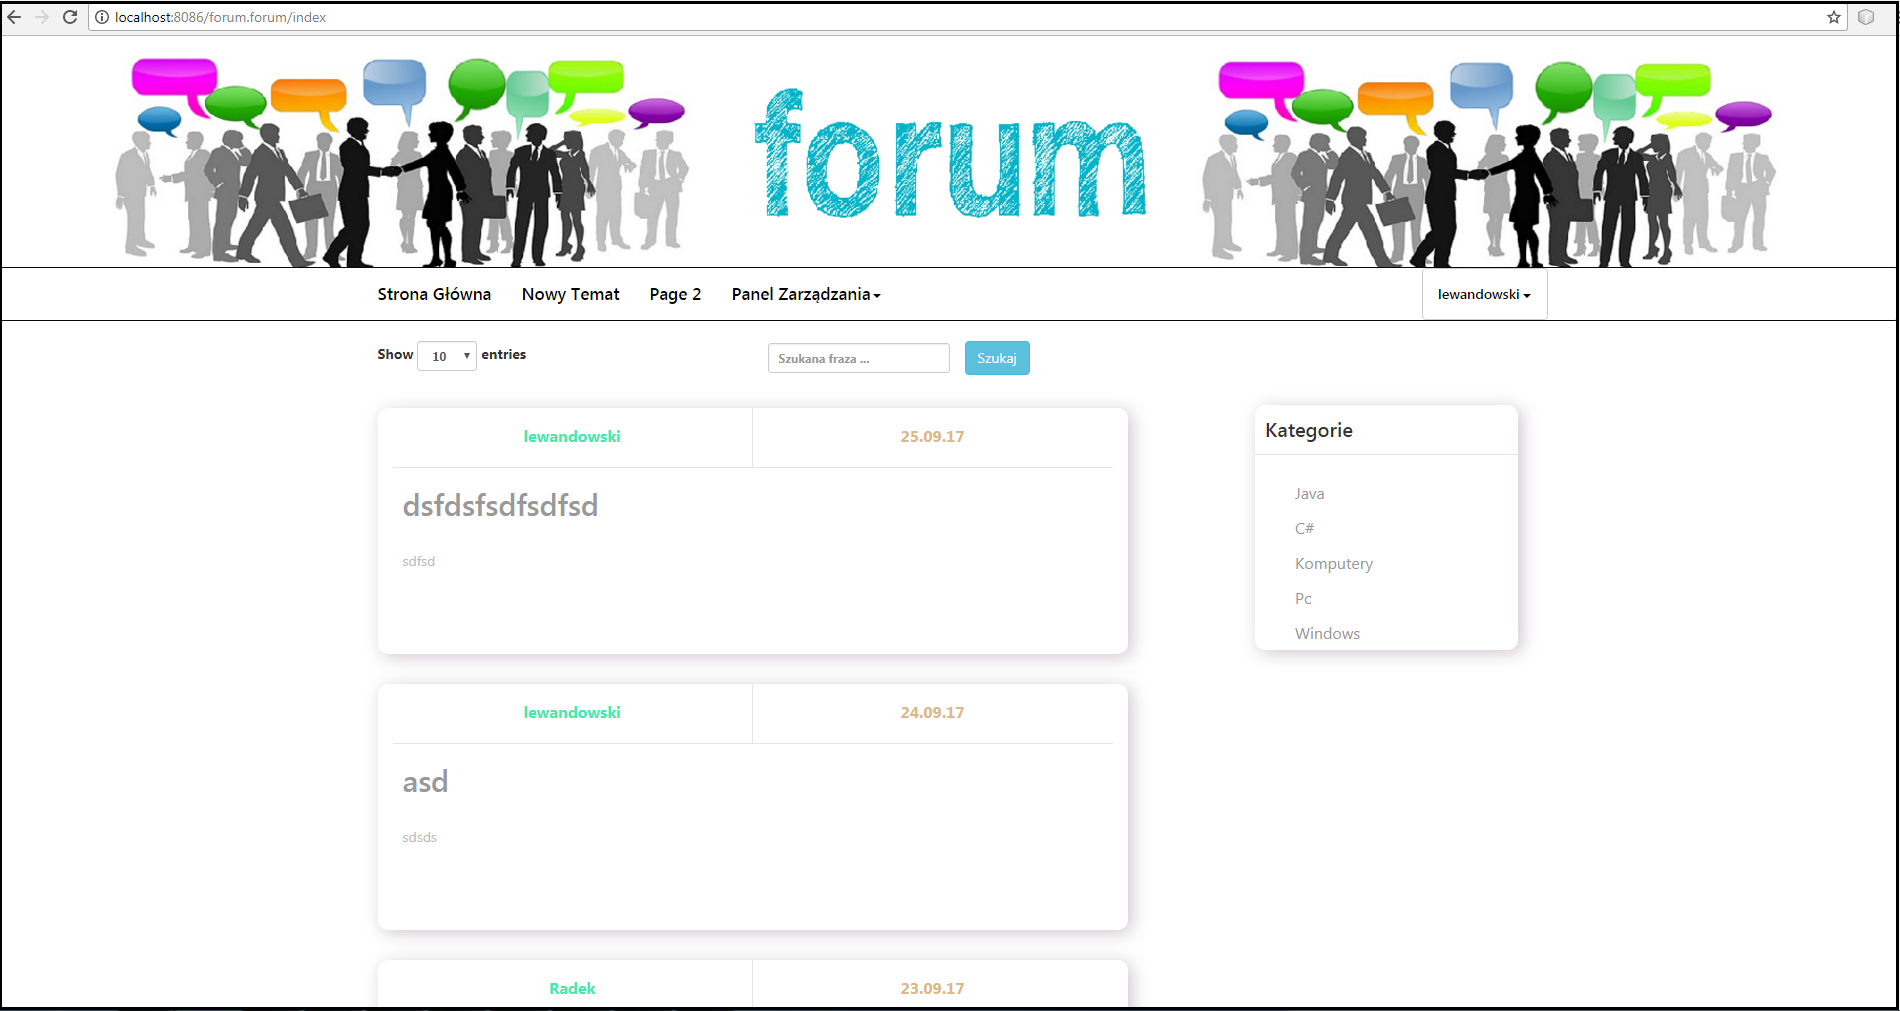 localhost:8086/forum.forum/index
forum
Strona Główna Nowy Temat Page 2 Panel Zarządzania lewandowski
Show 10 entries Szukana fraza ... Szukaj
lewandowski 25.09.17
dsfdsfsdfsdfsd
sdfsd
Kategorie
Java
C#
Komputery
Pc
Windows
lewandowski 24.09.17
asd
sdsds
Radek 23.09.17